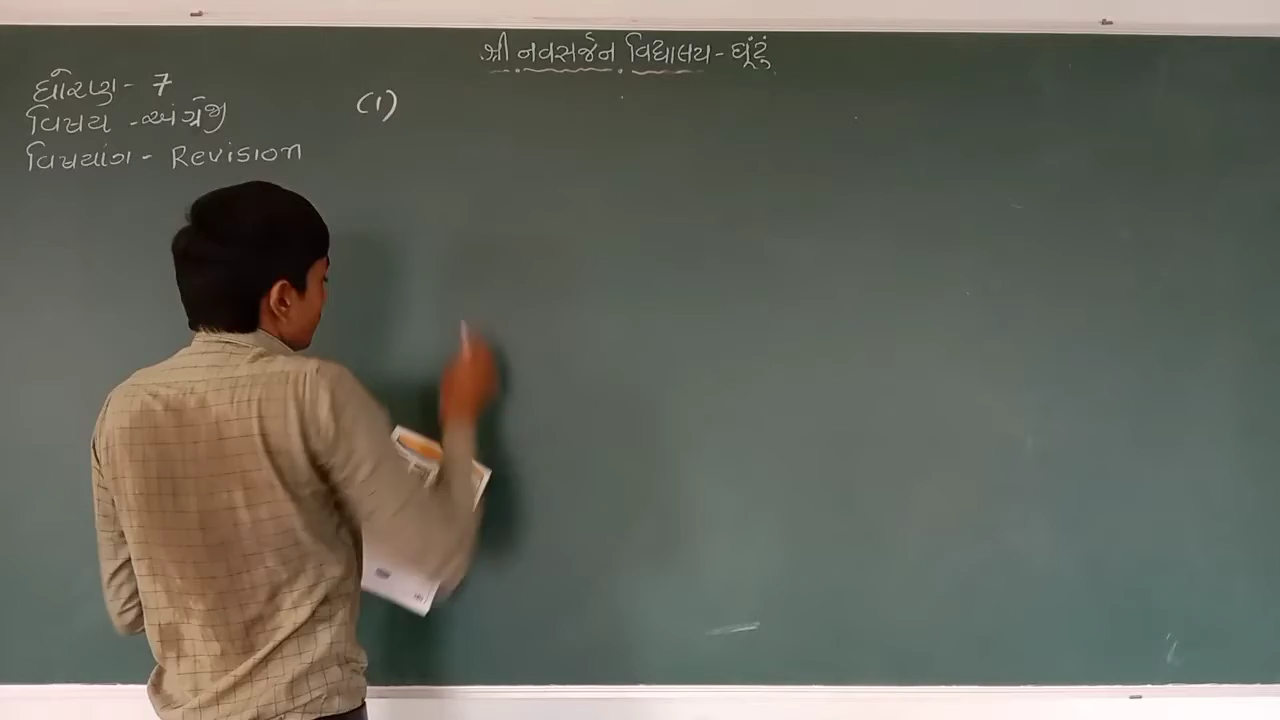 શ્રી નવસર્જન વિદ્યાલય - ઘૂંટું
ધોરણ - 7
વિષય - અંગ્રેજી
વિષયાંગ - Revision
(1)